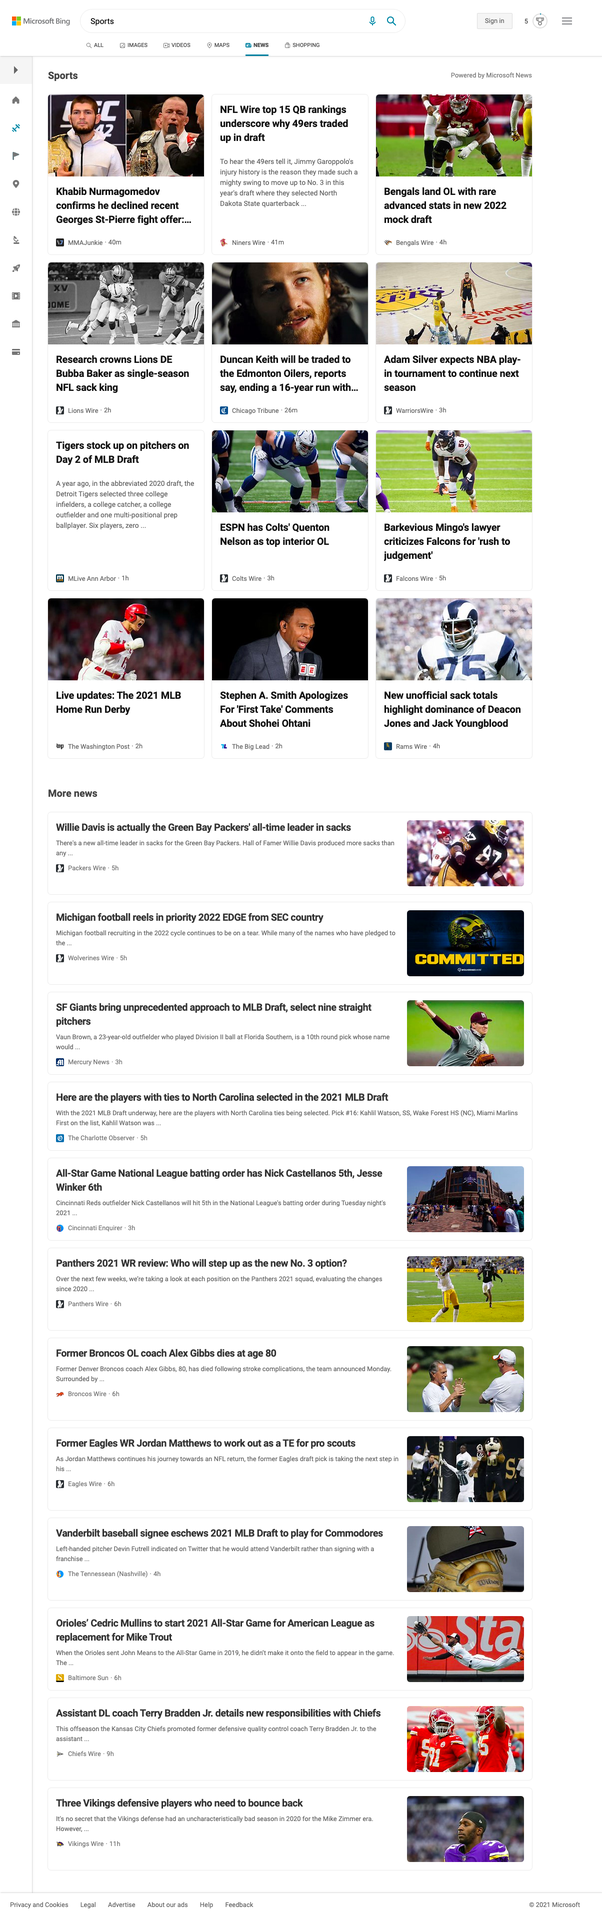 Microsoft Bing
Sports
Sign in
5
ALL
IMAGES
VIDEOS
MAPS
NEWS
SHOPPING
Sports
Powered by Microsoft News
Khabib Nurmagomedov
confirms he declined recent
Georges St-Pierre fight offer:...
MMAJunkie · 40m
NFL Wire top 15 QB rankings
underscore why 49ers traded
up in draft
To hear the 49ers tell it, Jimmy Garoppolo's
injury history is the reason they made such a
mighty swing to move up to No. 3 in this
year's draft where they selected North
Dakota State quarterback ...
Niners Wire · 41m
Bengals land OL with rare
advanced stats in new 2022
mock draft
Bengals Wire · 4h
Research crowns Lions DE
Bubba Baker as single-season
NFL sack king
Lions Wire · 2h
Duncan Keith will be traded to
the Edmonton Oilers, reports
say, ending a 16-year run with...
Chicago Tribune · 26m
Adam Silver expects NBA play-
in tournament to continue next
season
WarriorsWire · 3h
Tigers stock up on pitchers on
Day 2 of MLB Draft
A year ago, in the abbreviated 2020 draft, the
Detroit Tigers selected three college
infielders, a college catcher, a college
outfielder and one multi-positional prep
ballplayer. Six players, zero ...
MLive Ann Arbor · 1h
ESPN has Colts' Quenton
Nelson as top interior OL
Colts Wire · 3h
Barkevious Mingo's lawyer
criticizes Falcons for 'rush to
judgement'
Falcons Wire · 5h
Live updates: The 2021 MLB
Home Run Derby
The Washington Post · 2h
Stephen A. Smith Apologizes
For 'First Take' Comments
About Shohei Ohtani
The Big Lead · 2h
75
New unofficial sack totals
highlight dominance of Deacon
Jones and Jack Youngblood
Rams Wire · 4h
More news
Willie Davis is actually the Green Bay Packers' all-time leader in sacks
There's a new all-time leader in sacks for the Green Bay Packers. Hall of Famer Willie Davis produced more sacks than
any ...
Packers Wire · 5h
87
Michigan football reels in priority 2022 EDGE from SEC country
Michigan football recruiting in the 2022 cycle continues to be on a tear. While many of the names who have pledged to
the ...
Wolverines Wire · 5h
COMMITTED
SF Giants bring unprecedented approach to MLB Draft, select nine straight
pitchers
Vaun Brown, a 23-year-old outfielder who played Division II ball at Florida Southern, is a 10th round pick whose name
would ...
Mercury News · 3h
Here are the players with ties to North Carolina selected in the 2021 MLB Draft
With the 2021 MLB Draft underway, here are the players with North Carolina ties being selected. Pick #16: Kahlil Watson, SS, Wake Forest HS (NC), Miami Marlins
First on the list, Kahlil Watson was ...
The Charlotte Observer · 5h
All-Star Game National League batting order has Nick Castellanos 5th, Jesse
Winker 6th
Cincinnati Reds outfielder Nick Castellanos will hit 5th in the National League's batting order during Tuesday night's
2021 ...
Cincinnati Enquirer · 3h
Panthers 2021 WR review: Who will step up as the new No. 3 option?
Over the next few weeks, we're taking a look at each position on the Panthers 2021 squad, evaluating the changes
since 2020 ...
Panthers Wire · 6h
Former Broncos OL coach Alex Gibbs dies at age 80
Former Denver Broncos coach Alex Gibbs, 80, has died following stroke complications, the team announced Monday.
Surrounded by ...
Broncos Wire · 6h
Former Eagles WR Jordan Matthews to work out as a TE for pro scouts
As Jordan Matthews continues his journey towards an NFL return, the former Eagles draft pick is taking the next step in
his ...
Eagles Wire · 6h
Vanderbilt baseball signee eschews 2021 MLB Draft to play for Commodores
Left-handed pitcher Devin Futrell indicated on Twitter that he would attend Vanderbilt rather than signing with a
franchise ...
The Tennessean (Nashville) · 4h
Orioles' Cedric Mullins to start 2021 All-Star Game for American League as
replacement for Mike Trout
When the Orioles sent John Means to the All-Star Game in 2019, he didn't make it onto the field to appear in the game.
The ...
Baltimore Sun · 6h
Sta
Assistant DL coach Terry Bradden Jr. details new responsibilities with Chiefs
This offseason the Kansas City Chiefs promoted former defensive quality control coach Terry Bradden Jr. to the
assistant ...
Chiefs Wire · 9h
Three Vikings defensive players who need to bounce back
It's no secret that the Vikings defense had an uncharacteristically bad season in 2020 for the Mike Zimmer era.
However, ...
Vikings Wire · 11h
Privacy and Cookies
Legal
Advertise
About our ads
Help
Feedback
© 2021 Microsoft